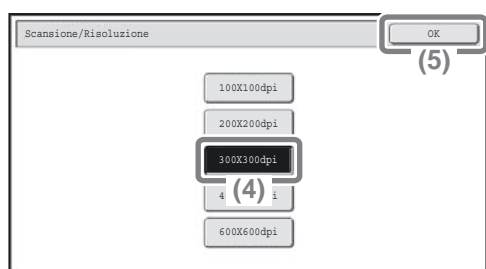 Scansione/Risoluzione
OK
(5)
100X100dpi
200X200dpi
300X300dpi
(4)
600X600dpi